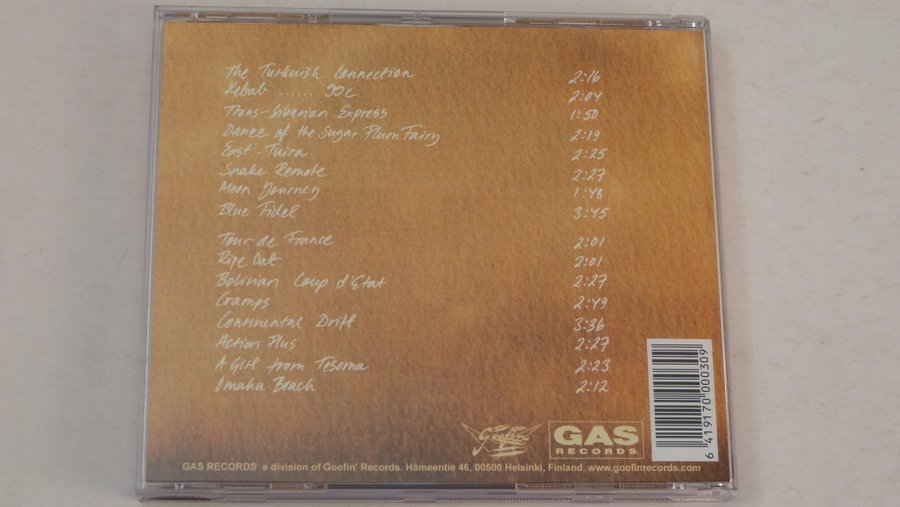 The Turkuish Connection 2:16
Kebab ...... 99c 2:04
Trans-Siberian Express 1:50
Dance of the Sugar Plum Fairy 2:19
East-Tuira 2:25
Snake Remote 2:27
Moon Journey 1:48
Blue Fidel 3:45
Tour de France 2:01
Ripe Oat 2:01
Bolivian Coup d'Etat 2:27
Cramps 2:49
Continental Drift 3:36
Action Plus 2:27
A Girl from Tesoma 2:23
Omaha Beach 2:12
Goofin'
GAS
RECORDS
GAS RECORDS a division of Goofin' Records. Hämeentie 46, 00500 Helsinki, Finland. www.goofinrecords.com
6 419170 000309